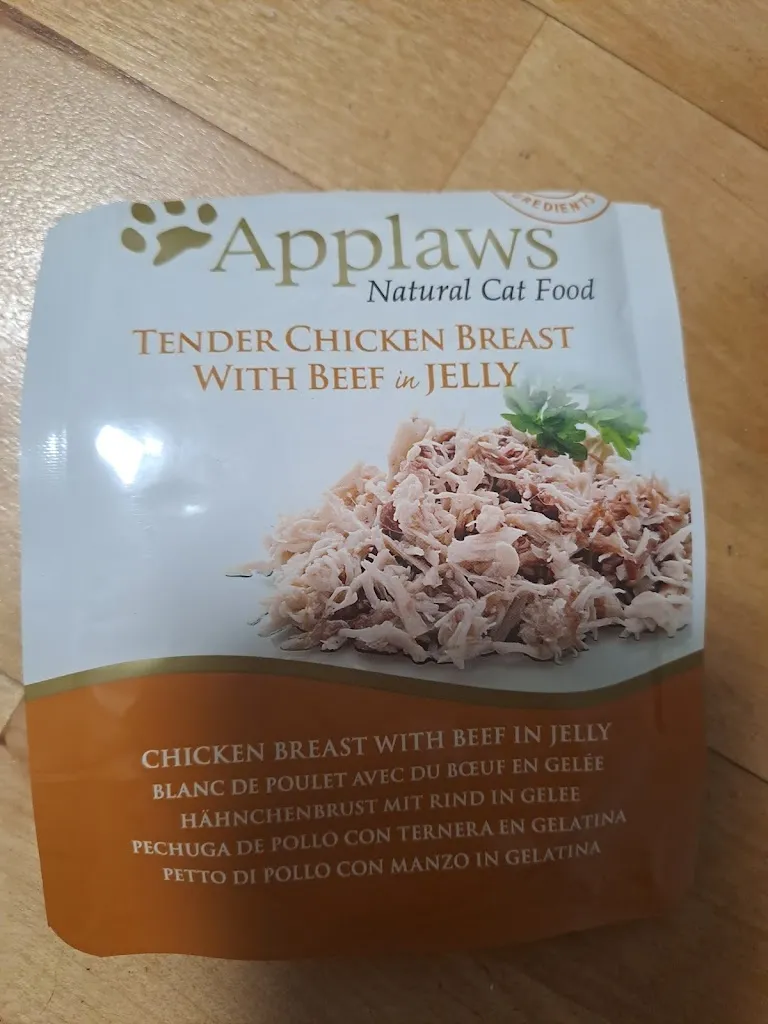 REDIENTS
Applaws
Natural Cat Food
TENDER CHICKEN BREAST
WITH BEEF in JELLY
CHICKEN BREAST WITH BEEF IN JELLY
BLANC DE POULET AVEC DU BŒUF EN GELÉE
HÄHNCHENBRUST MIT RIND IN GELEE
PECHUGA DE POLLO CON TERNERA EN GELATINA
PETTO DI POLLO CON MANZO IN GELATINA